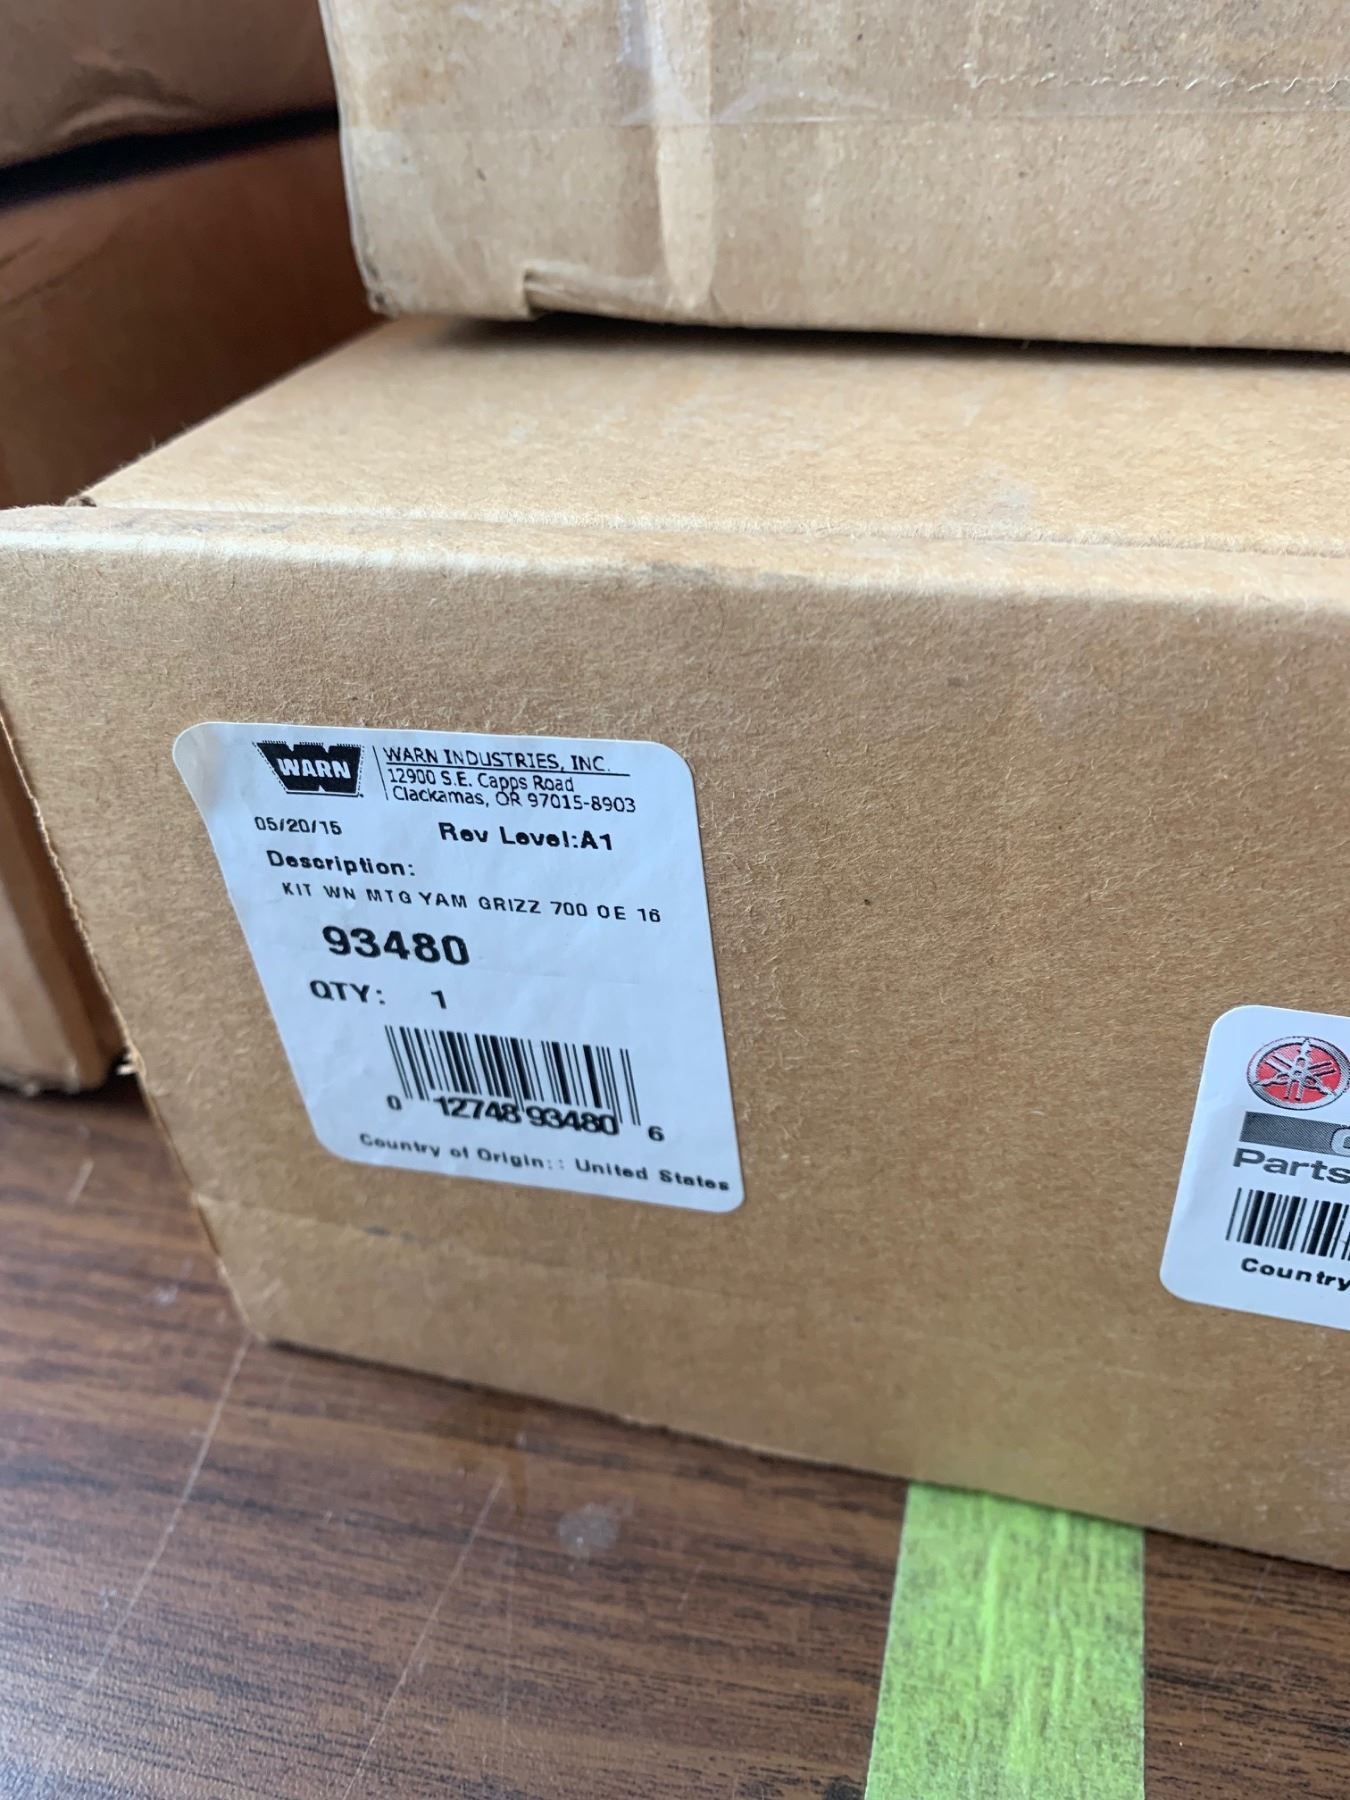 WARN
WARN INDUSTRIES, INC.
12900 S.E. Capps Road
Clackamas, OR 97015-8903
05/20/15 Rev Level:A1
Description:
KIT WN MTG YAM GRIZZ 700 OE 16
93480
QTY: 1
0 12748 93480 6
Country of Origin: : United States
Parts
Country